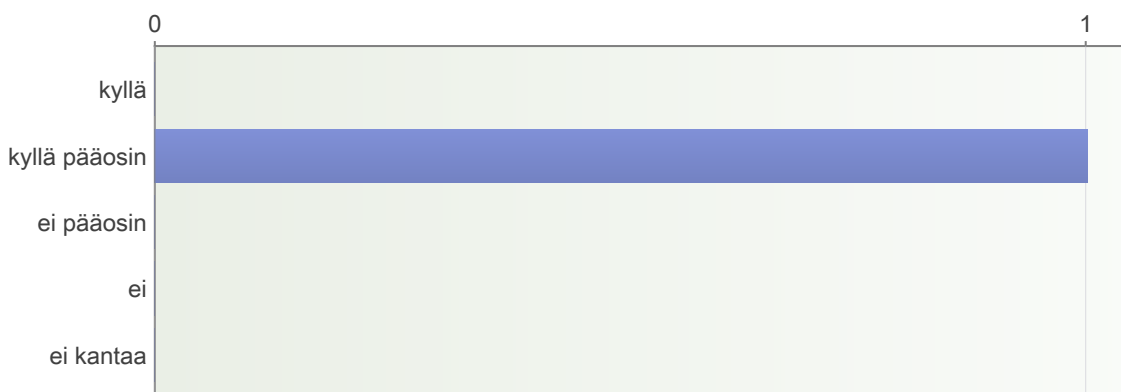 0 1
kyllä
kyllä pääosin
ei pääosin
ei
ei kantaa